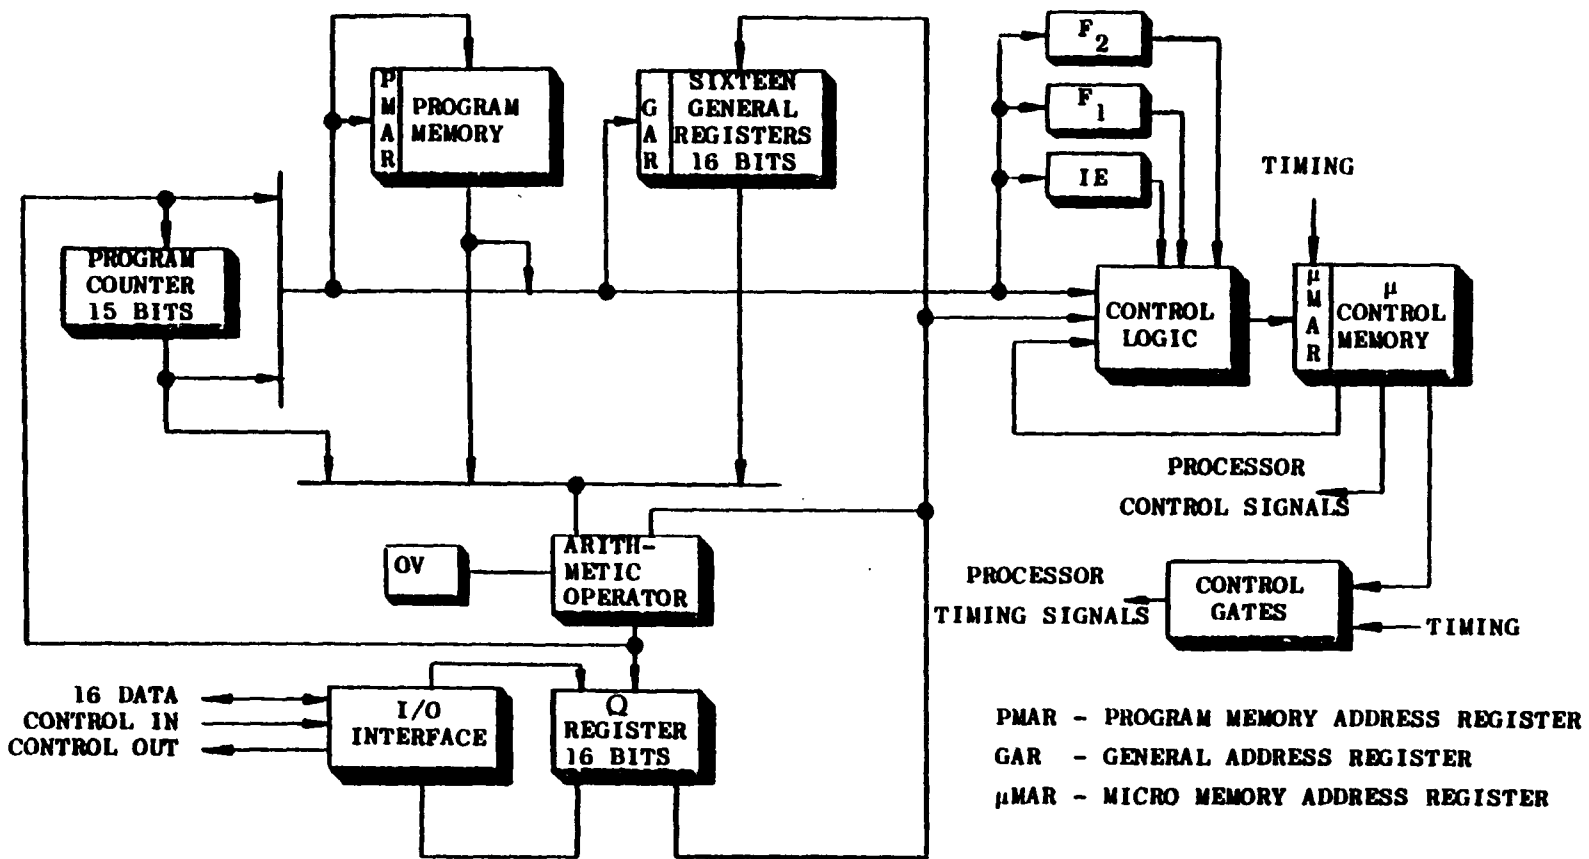 F2
P
M
A
R
PROGRAM
MEMORY
G
A
R
SIXTEEN
GENERAL
REGISTERS
16 BITS
F1
IE
TIMING
PROGRAM
COUNTER
15 BITS
CONTROL
LOGIC
μ
M
A
R
μ
CONTROL
MEMORY
PROCESSOR
CONTROL SIGNALS
OV
ARITH-
METIC
OPERATOR
PROCESSOR
TIMING SIGNALS
CONTROL
GATES
TIMING
16 DATA
CONTROL IN
CONTROL OUT
I/O
INTERFACE
Q
REGISTER
16 BITS
PMAR - PROGRAM MEMORY ADDRESS REGISTER
GAR - GENERAL ADDRESS REGISTER
μMAR - MICRO MEMORY ADDRESS REGISTER